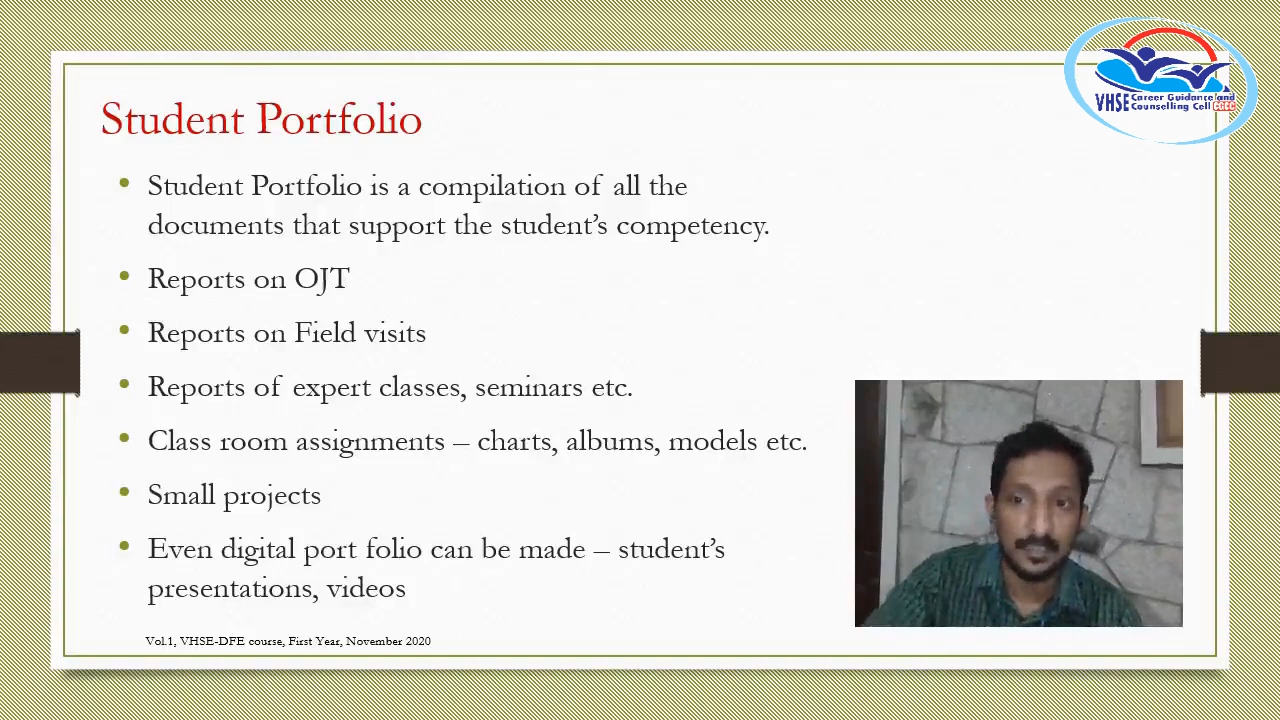 VHSE Career Guidance and
Counselling Cell CGCC
Student Portfolio
• Student Portfolio is a compilation of all the
documents that support the student’s competency.
• Reports on OJT
• Reports on Field visits
• Reports of expert classes, seminars etc.
• Class room assignments – charts, albums, models etc.
• Small projects
• Even digital port folio can be made – student’s
presentations, videos
Vol.1, VHSE-DFE course, First Year, November 2020